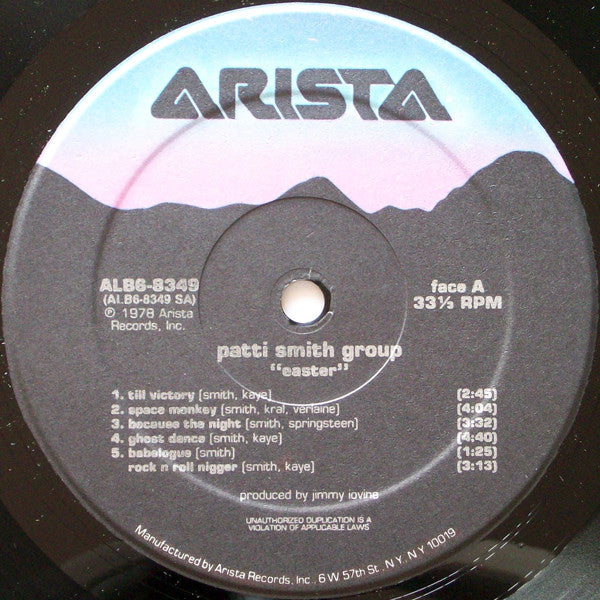 ARISTA
ALB6-8349
(ALB6-8349 SA)
℗ 1978 Arista
Records, Inc.
face A
33⅓ RPM
patti smith group
"easter"
1. till victory (smith, kaye) (2:45)
2. space monkey (smith, kral, verlaine) (4:04)
3. because the night (smith, springsteen) (3:32)
4. ghost dance (smith, kaye) (4:40)
5. babelogue (smith) (1:25)
rock n roll nigger (smith, kaye) (3:13)
produced by jimmy iovine
UNAUTHORIZED DUPLICATION IS A
VIOLATION OF APPLICABLE LAWS
Manufactured by Arista Records, Inc. 6 W 57th St., N.Y. N.Y 10019